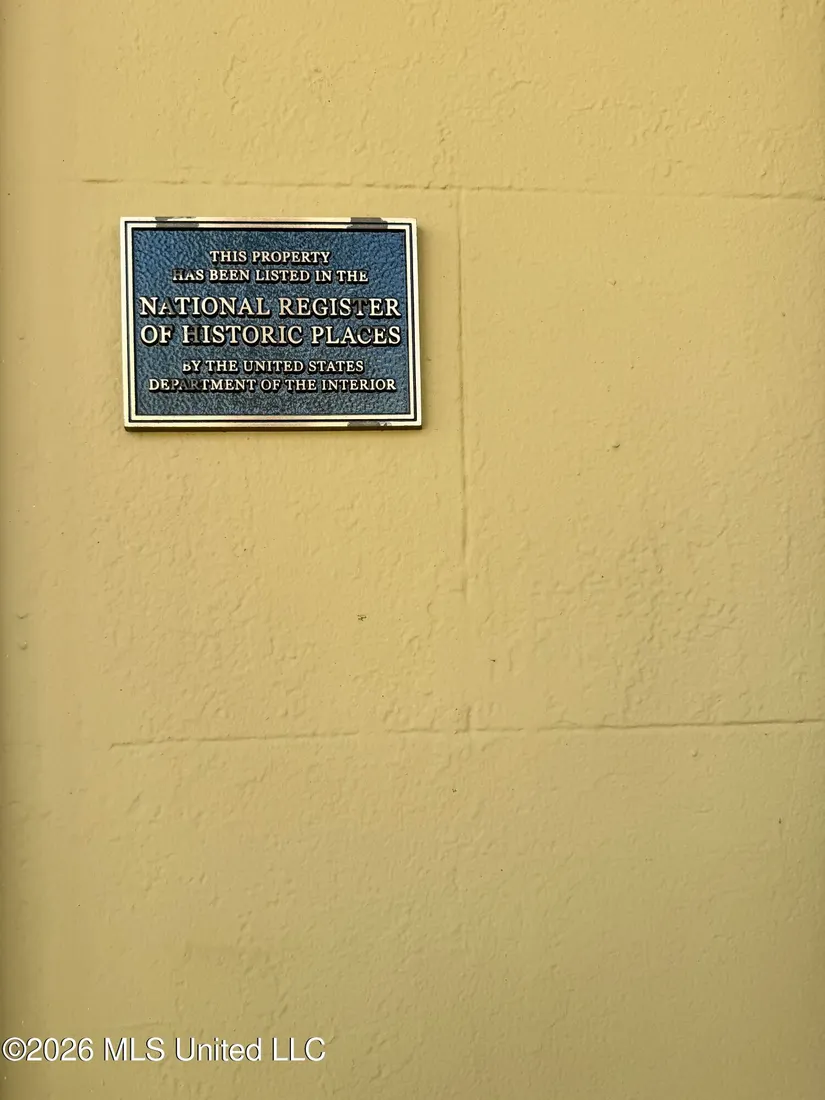 THIS PROPERTY
HAS BEEN LISTED IN THE
NATIONAL REGISTER
OF HISTORIC PLACES
BY THE UNITED STATES
DEPARTMENT OF THE INTERIOR
©2026 MLS United LLC